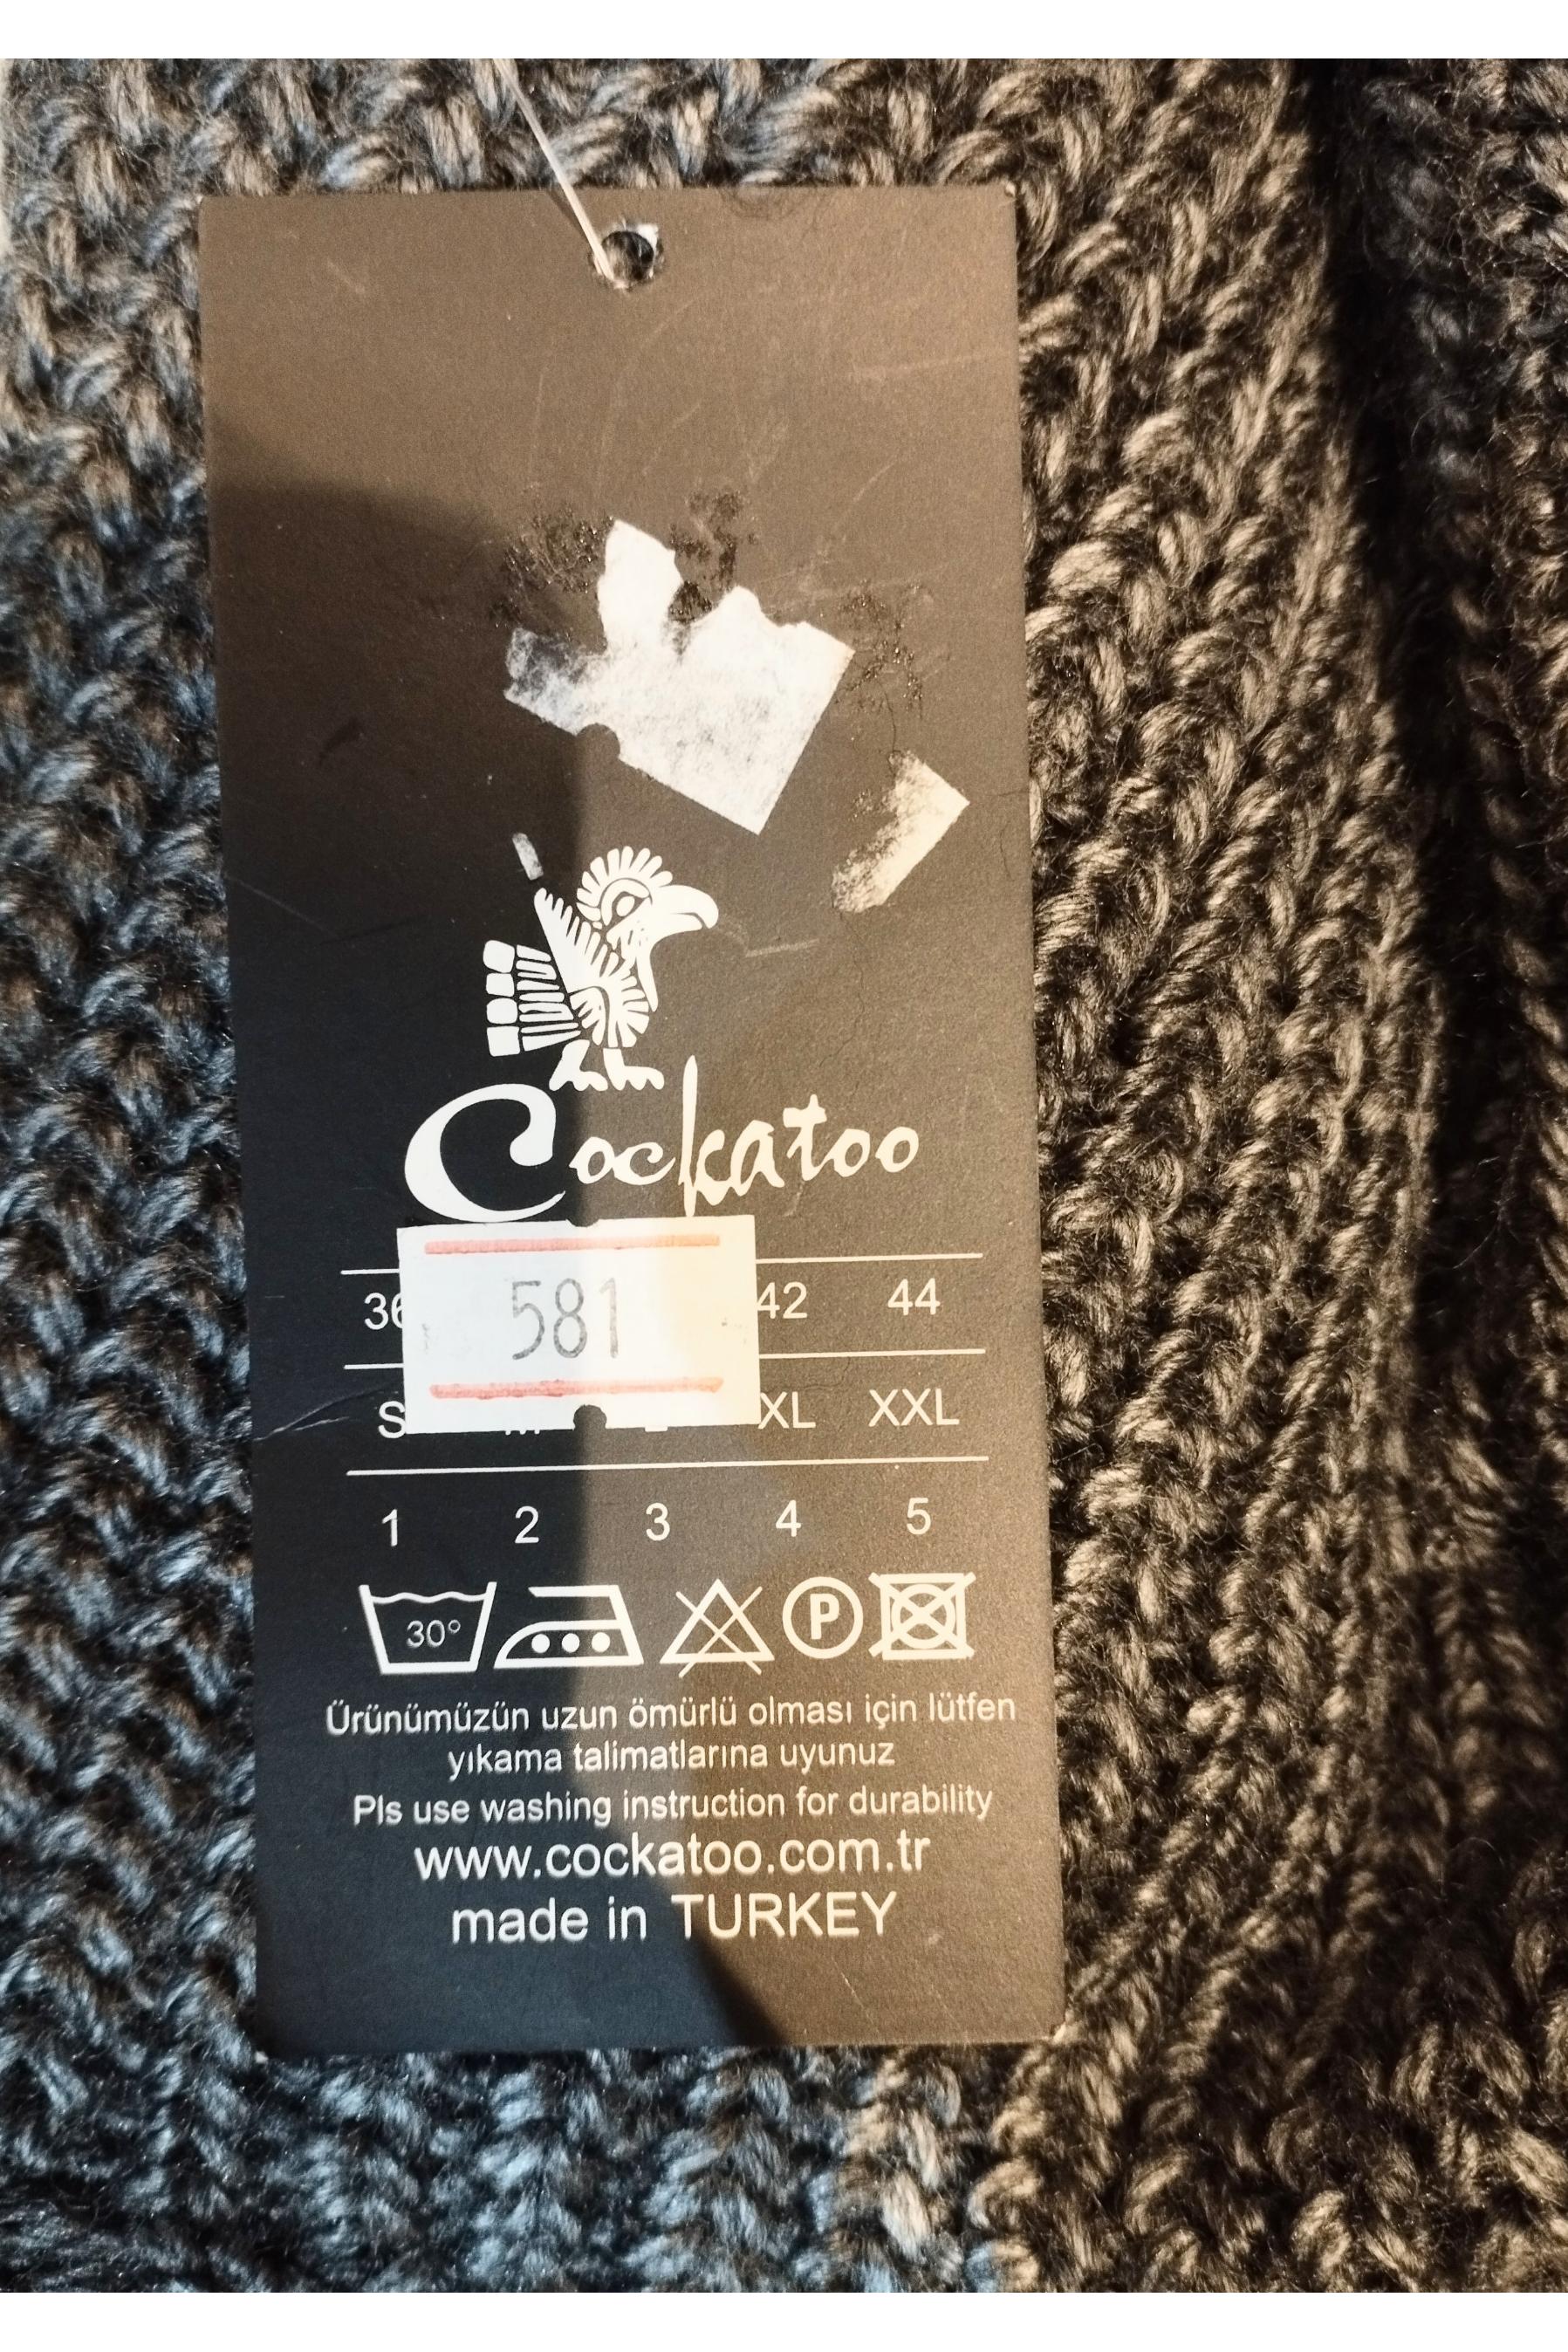 Cockatoo
581
36 42 44
S M XL XXL
1 2 3 4 5
30° P
Ürünümüzün uzun ömürlü olması için lütfen
yıkama talimatlarına uyunuz
Pls use washing instruction for durability
www.cockatoo.com.tr
made in TURKEY